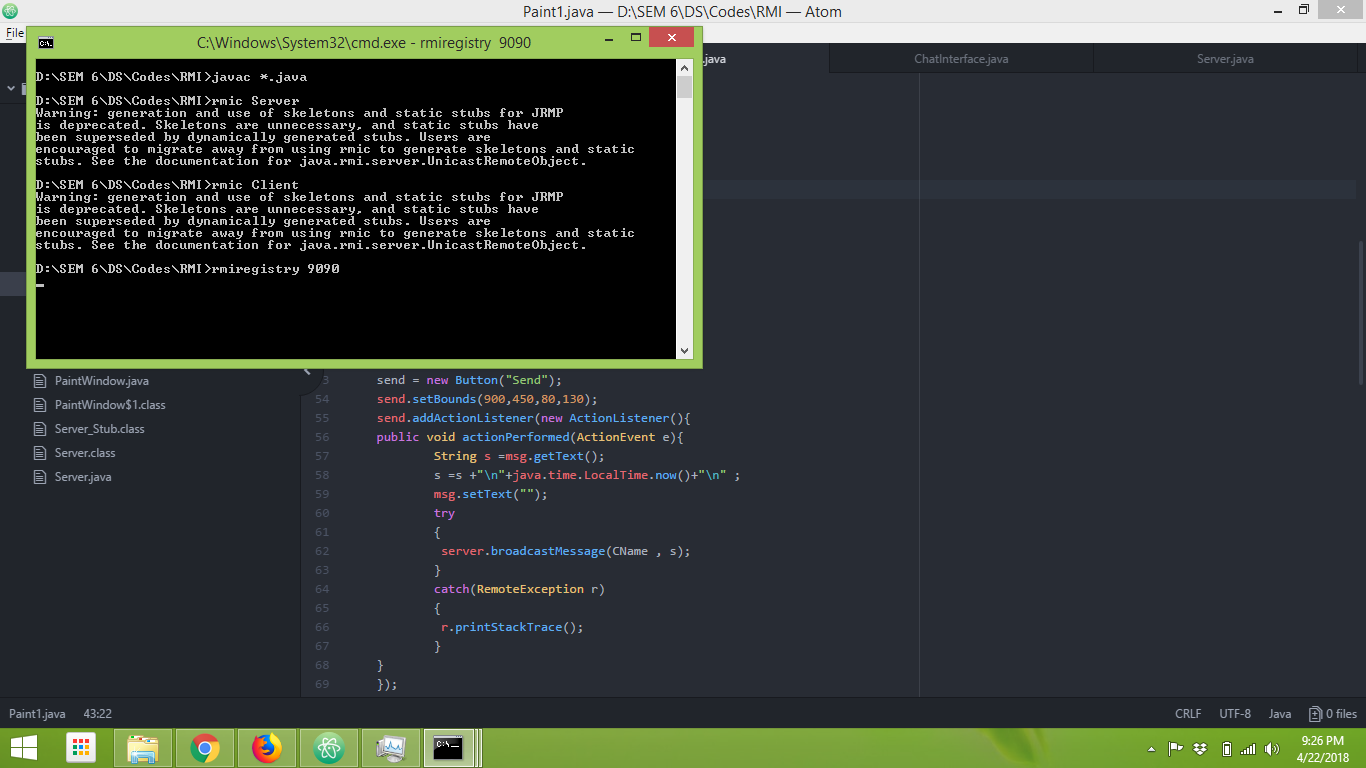 Paint1.java — D:\SEM 6\DS\Codes\RMI — Atom
File
C:\Windows\System32\cmd.exe - rmiregistry  9090
D:\SEM 6\DS\Codes\RMI>javac *.java
D:\SEM 6\DS\Codes\RMI>rmic Server
Warning: generation and use of skeletons and static stubs for JRMP
is deprecated. Skeletons are unnecessary, and static stubs have
been superseded by dynamically generated stubs. Users are
encouraged to migrate away from using rmic to generate skeletons and static
stubs. See the documentation for java.rmi.server.UnicastRemoteObject.
D:\SEM 6\DS\Codes\RMI>rmic Client
Warning: generation and use of skeletons and static stubs for JRMP
is deprecated. Skeletons are unnecessary, and static stubs have
been superseded by dynamically generated stubs. Users are
encouraged to migrate away from using rmic to generate skeletons and static
stubs. See the documentation for java.rmi.server.UnicastRemoteObject.
D:\SEM 6\DS\Codes\RMI>rmiregistry 9090
.java
ChatInterface.java
Server.java
PaintWindow.java
PaintWindow$1.class
Server_Stub.class
Server.class
Server.java
3 send = new Button("Send");
54 send.setBounds(900,450,80,130);
55 send.addActionListener(new ActionListener(){
56 public void actionPerformed(ActionEvent e){
57 String s =msg.getText();
58 s =s +"\n"+java.time.LocalTime.now()+"\n" ;
59 msg.setText("");
60 try
61 {
62 server.broadcastMessage(CName , s);
63 }
64 catch(RemoteException r)
65 {
66 r.printStackTrace();
67 }
68 }
69 });
Paint1.java 43:22
CRLF UTF-8 Java 0 files
C:\_
9:26 PM
4/22/2018